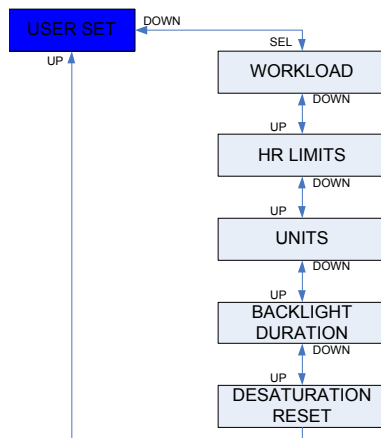 USER SET
DOWN
UP
SEL
WORKLOAD
DOWN
UP
HR LIMITS
DOWN
UP
UNITS
DOWN
UP
BACKLIGHT
DURATION
DOWN
UP
DESATURATION
RESET